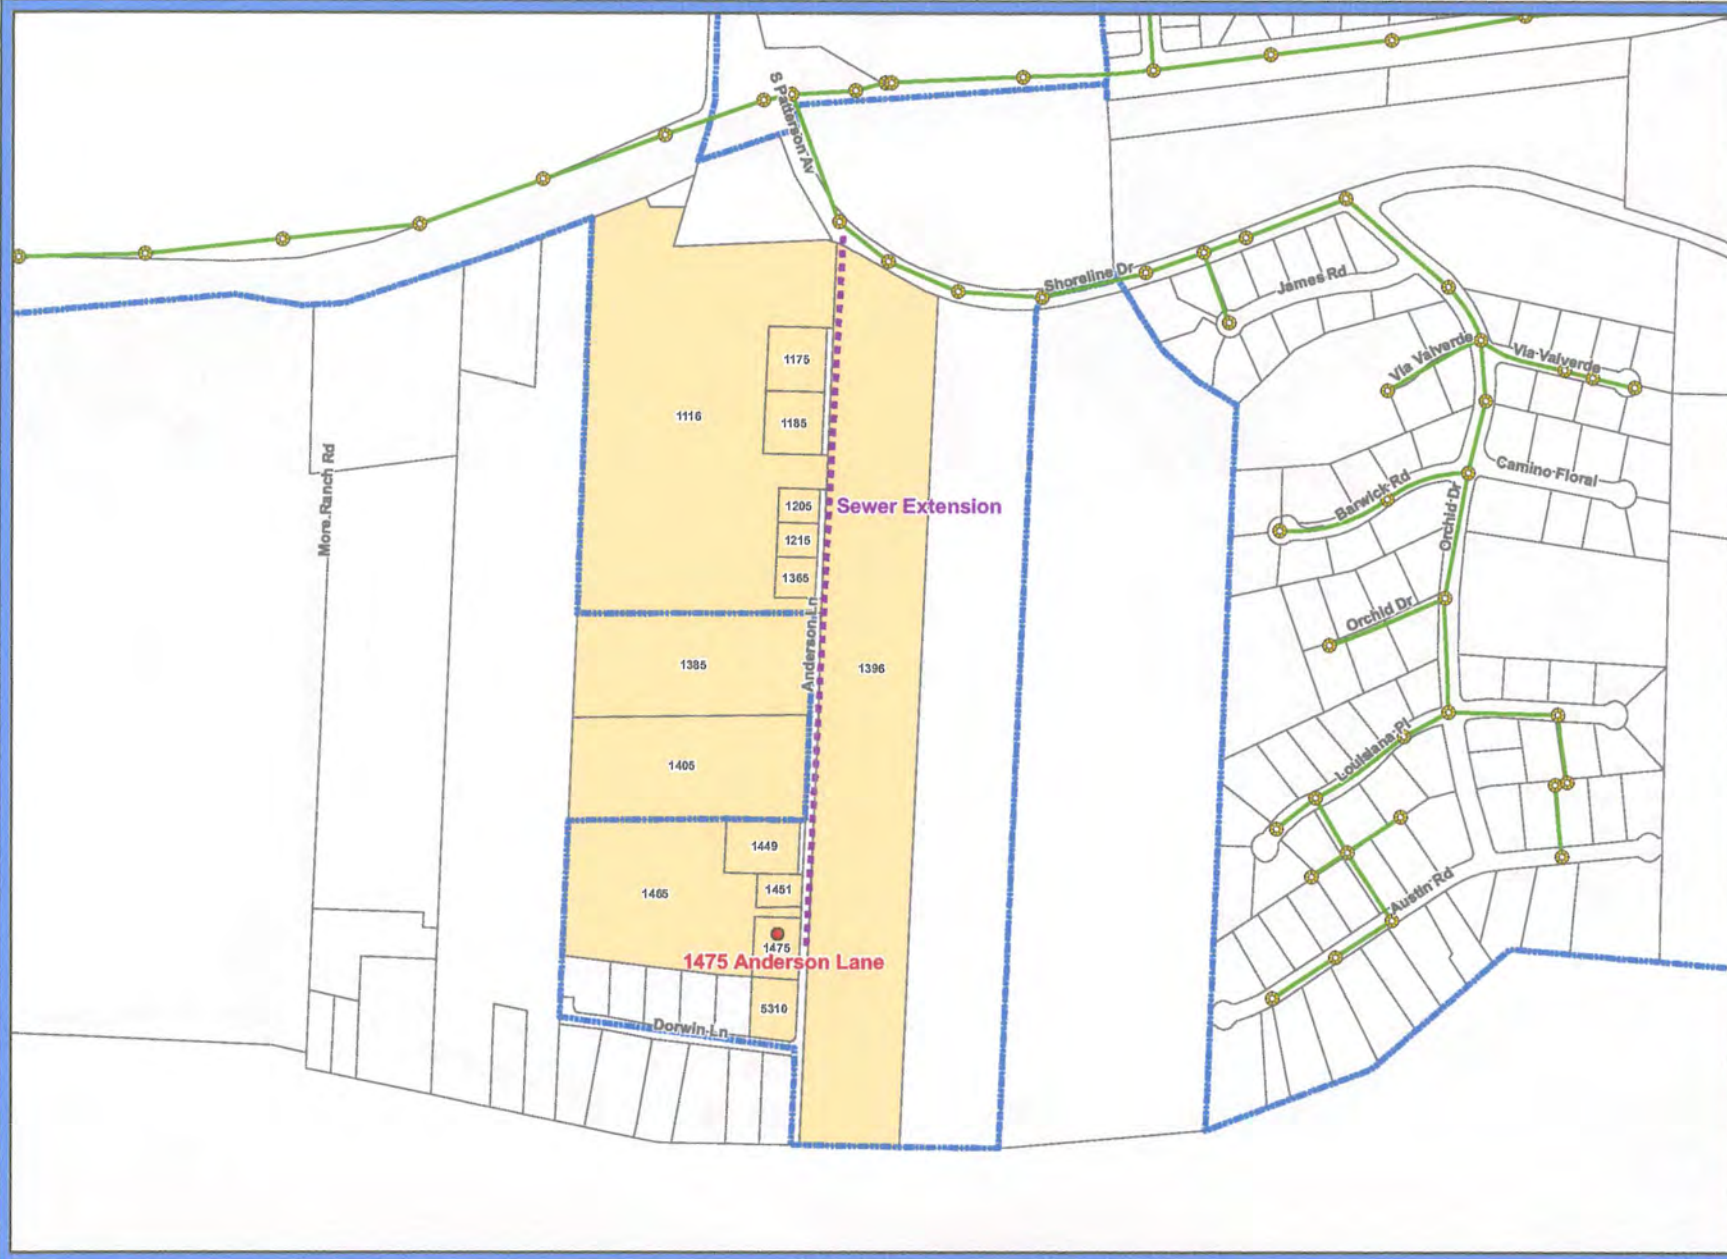 S Patterson Av
Shoreline Dr
James Rd
1175
Via Valverde
Via Valverde
1116
1185
More Ranch Rd
Camino Floral
Barwick Rd
Orchid Dr
1205
Sewer Extension
1215
1365
Orchid Dr
Anderson Ln
1385
1396
Louisiana Pl
1405
1449
1465
1451
Austin Rd
1475
1475 Anderson Lane
5310
Dorwin Ln